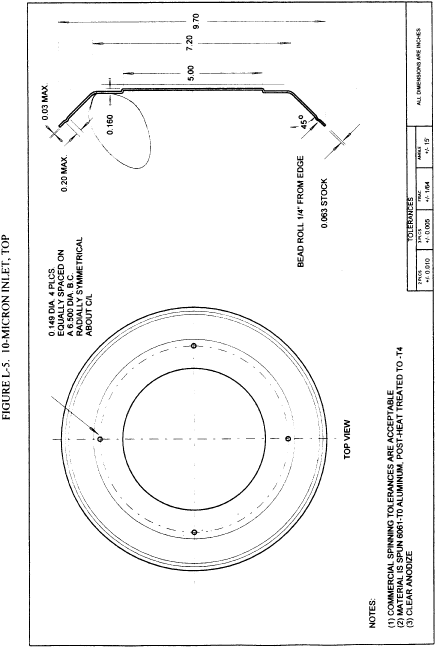 FIGURE L-5.  10-MICRON INLET, TOP
9.70
7.20
5.00
0.03 MAX.
0.20 MAX.
0.160
45°
BEAD ROLL 1/4" FROM EDGE
0.063 STOCK
0.149 DIA. 4 PLCS.
EQUALLY SPACED ON
A 6.500 DIA. B.C.
RADIALLY SYMMETRICAL
ABOUT C/L
TOP VIEW
NOTES:
(1) COMMERCIAL SPINNING TOLERANCES ARE ACCEPTABLE
(2) MATERIAL IS SPUN 6061-T0 ALUMINUM, POST-HEAT TREATED TO -T4
(3) CLEAR ANODIZE
TOLERANCES
2 PLCS 3 PLCS FRAC ANGLE
+/- 0.010 +/- 0.005 +/- 1/64 +/- 15'
ALL DIMENSIONS ARE INCHES